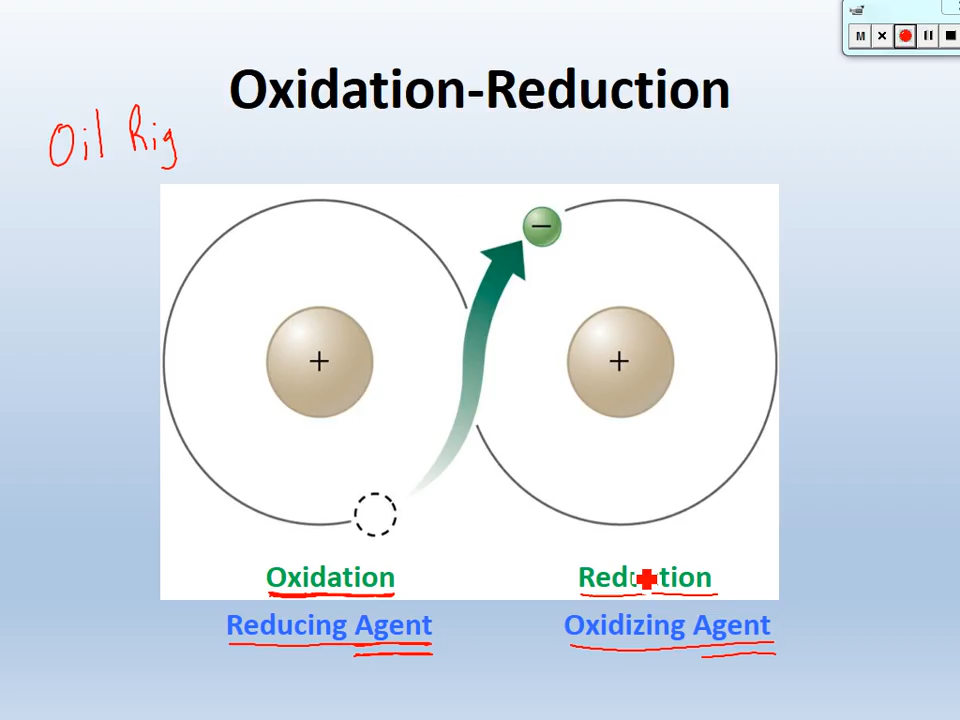 M
Oxidation-Reduction
Oil Rig
−
+ +
Oxidation Reduction
Reducing Agent Oxidizing Agent